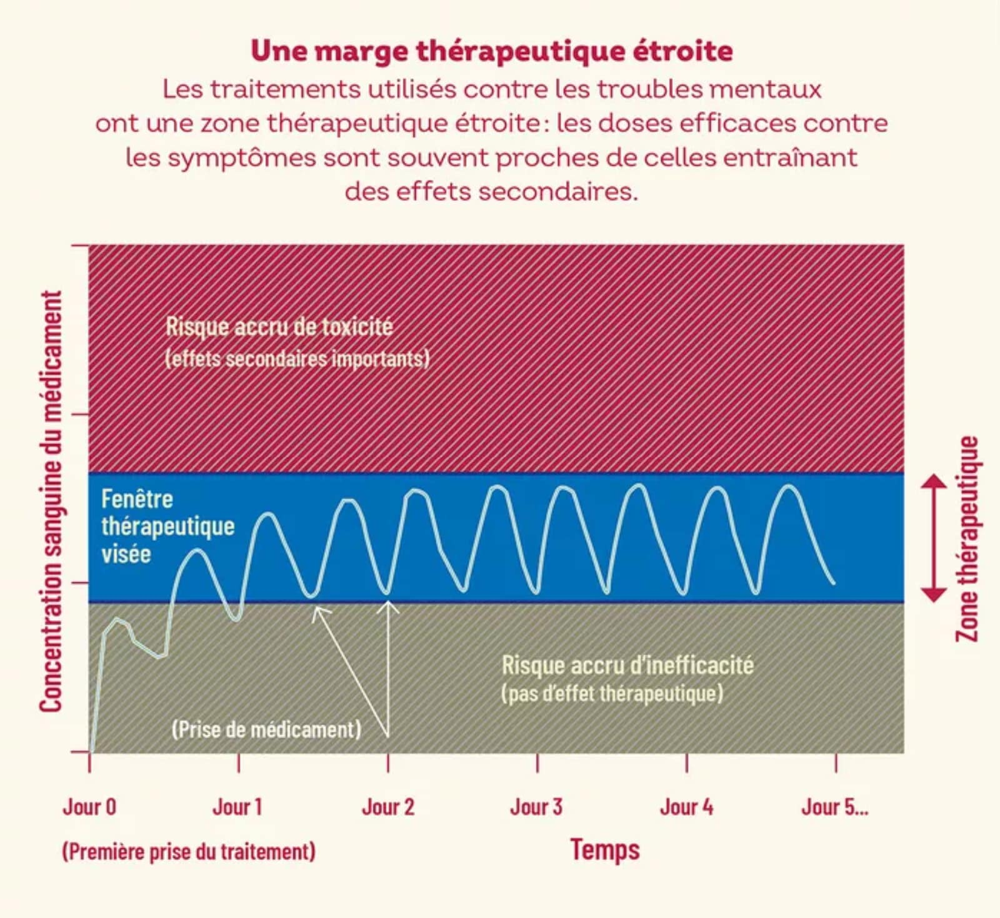 Une marge thérapeutique étroite
Les traitements utilisés contre les troubles mentaux
ont une zone thérapeutique étroite : les doses efficaces contre
les symptômes sont souvent proches de celles entraînant
des effets secondaires.
Concentration sanguine du médicament
Risque accru de toxicité
(effets secondaires importants)
Fenêtre
thérapeutique
visée
Zone thérapeutique
Risque accru d'inefficacité
(pas d'effet thérapeutique)
(Prise de médicament)
Jour 0
Jour 1
Jour 2
Jour 3
Jour 4
Jour 5...
(Première prise du traitement)
Temps